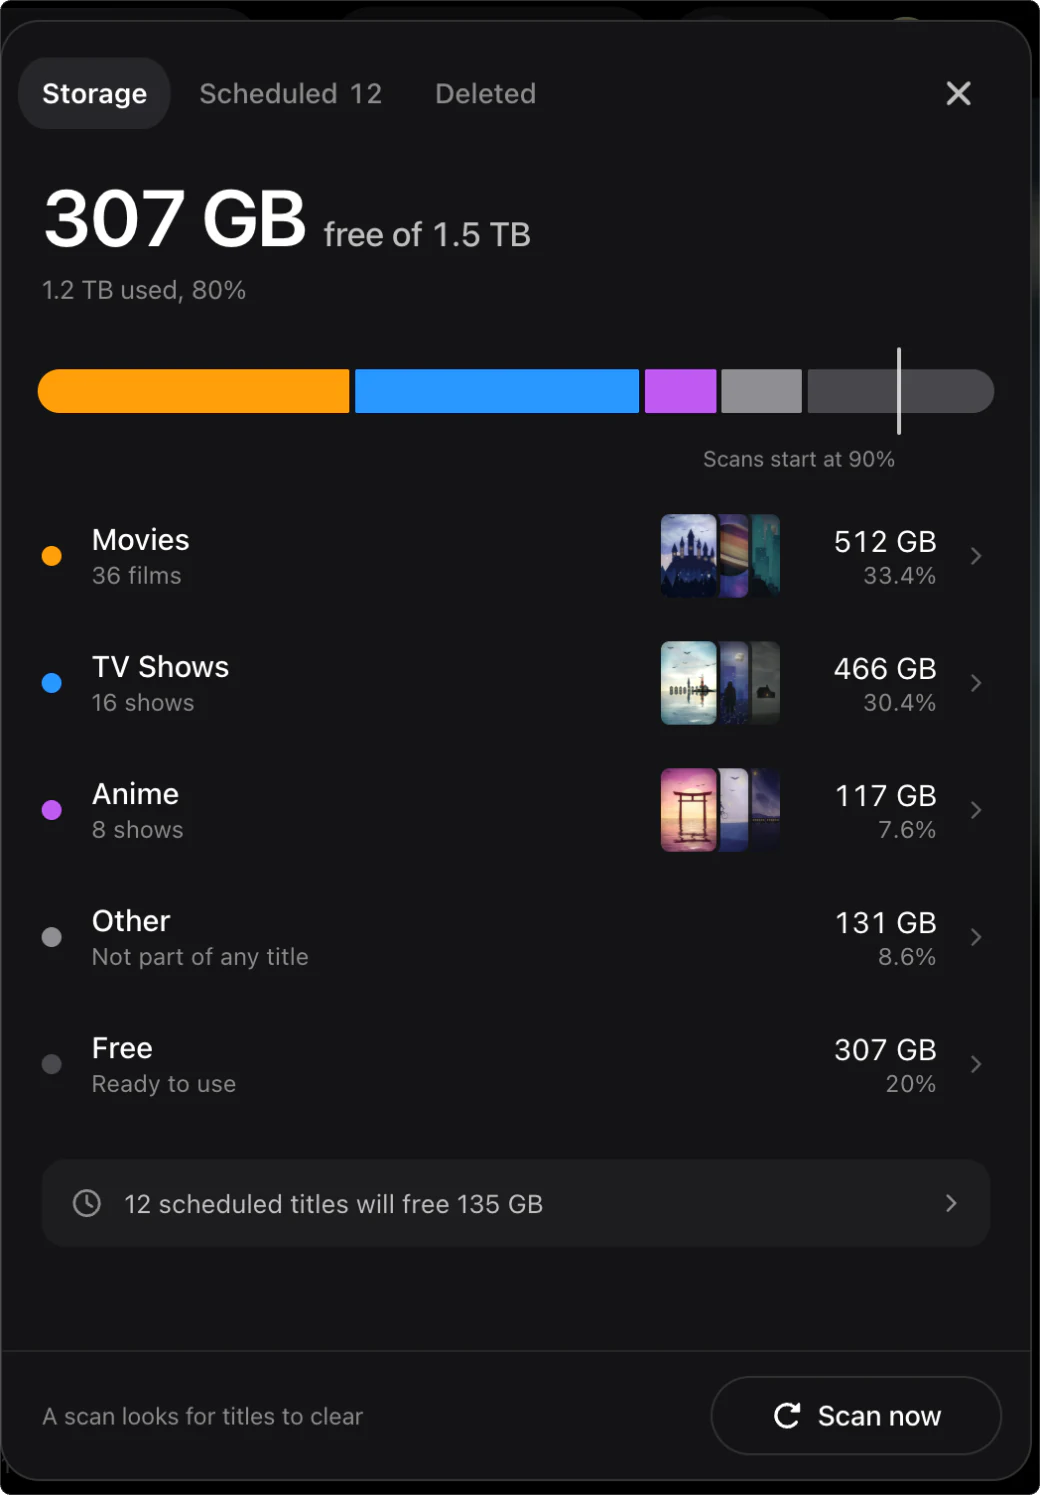 Storage Scheduled 12 Deleted
307 GB free of 1.5 TB
1.2 TB used, 80%
Scans start at 90%
Movies
36 films
512 GB
33.4%
TV Shows
16 shows
466 GB
30.4%
Anime
8 shows
117 GB
7.6%
Other
Not part of any title
131 GB
8.6%
Free
Ready to use
307 GB
20%
12 scheduled titles will free 135 GB
A scan looks for titles to clear
Scan now